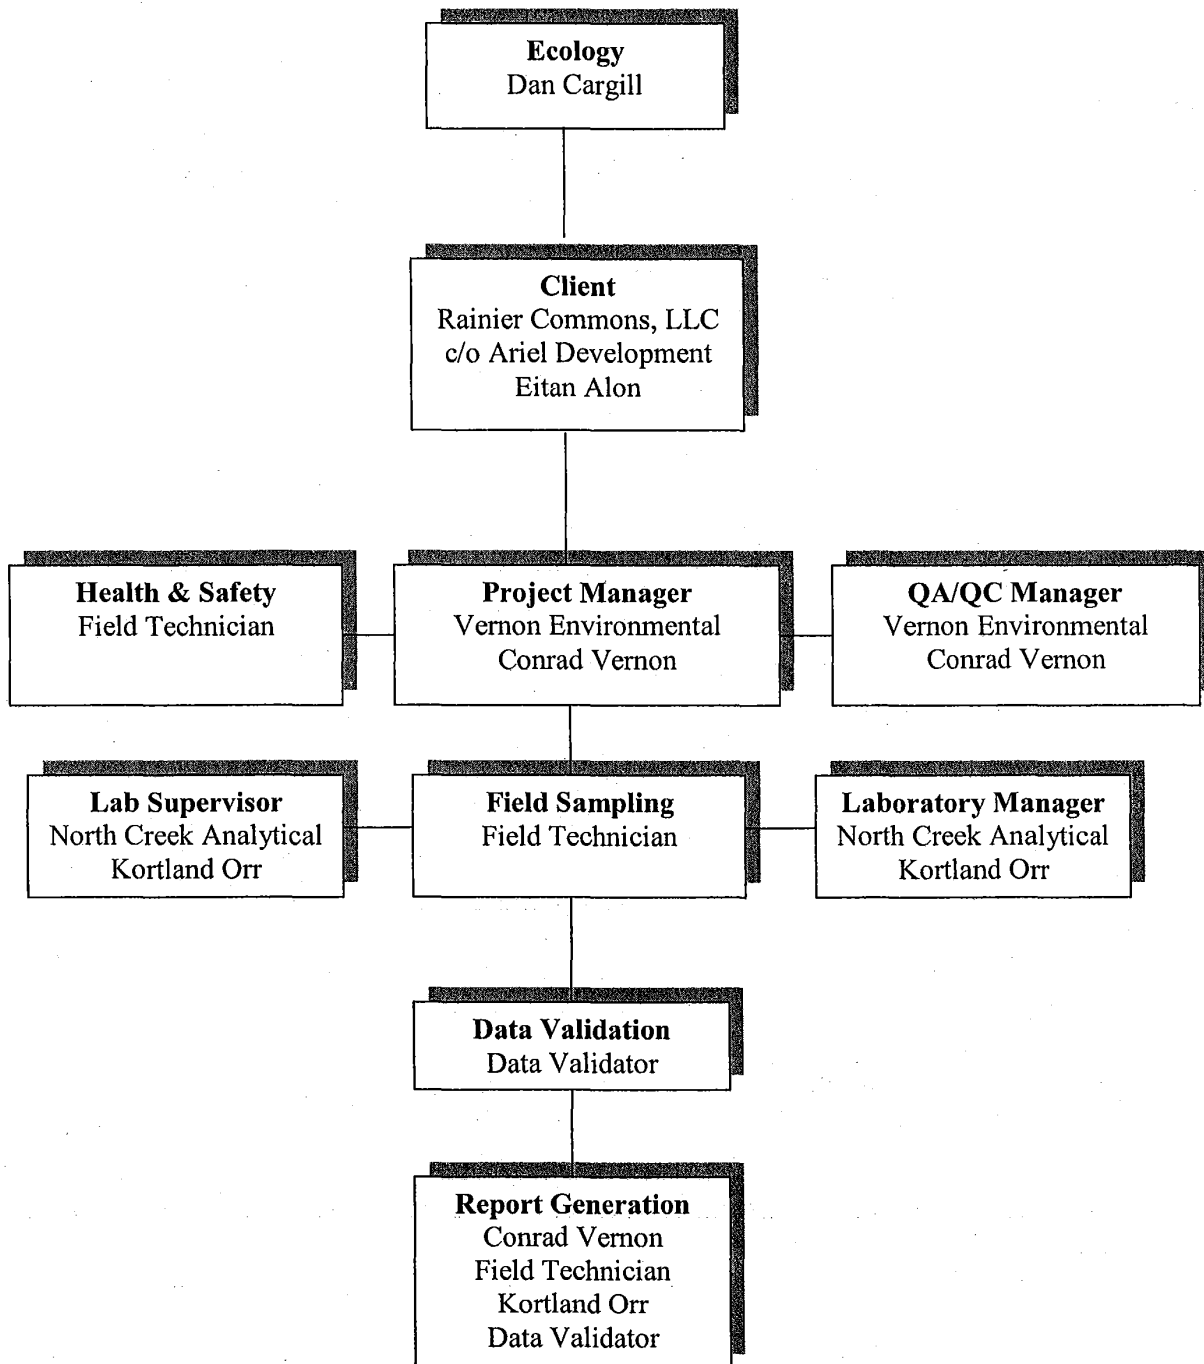 Ecology
Dan Cargill
Client
Rainier Commons, LLC
c/o Ariel Development
Eitan Alon
Health & Safety
Field Technician
Project Manager
Vernon Environmental
Conrad Vernon
QA/QC Manager
Vernon Environmental
Conrad Vernon
Lab Supervisor
North Creek Analytical
Kortland Orr
Field Sampling
Field Technician
Laboratory Manager
North Creek Analytical
Kortland Orr
Data Validation
Data Validator
Report Generation
Conrad Vernon
Field Technician
Kortland Orr
Data Validator